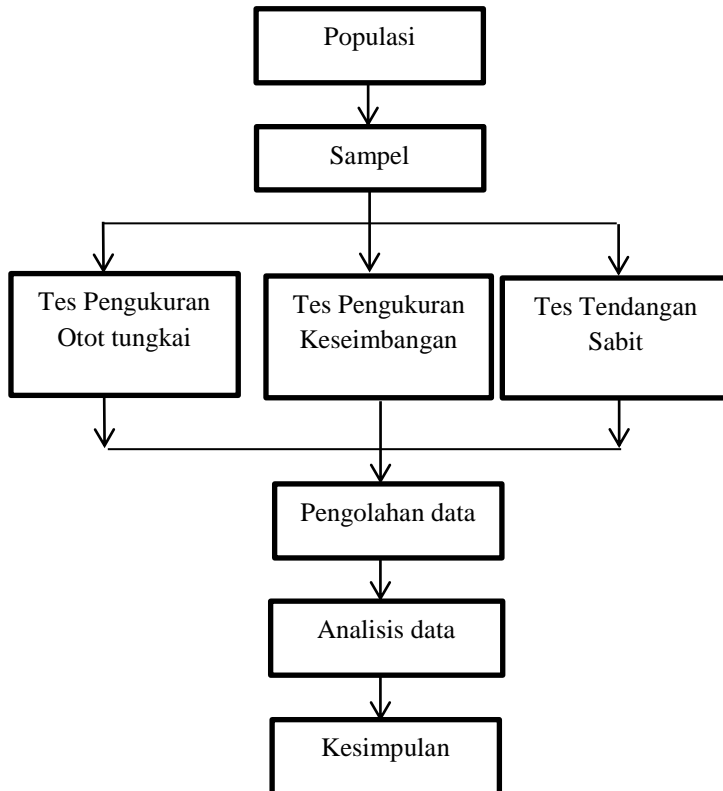 Populasi
Sampel
Tes Pengukuran
Otot tungkai
Tes Pengukuran
Keseimbangan
Tes Tendangan
Sabit
Pengolahan data
Analisis data
Kesimpulan